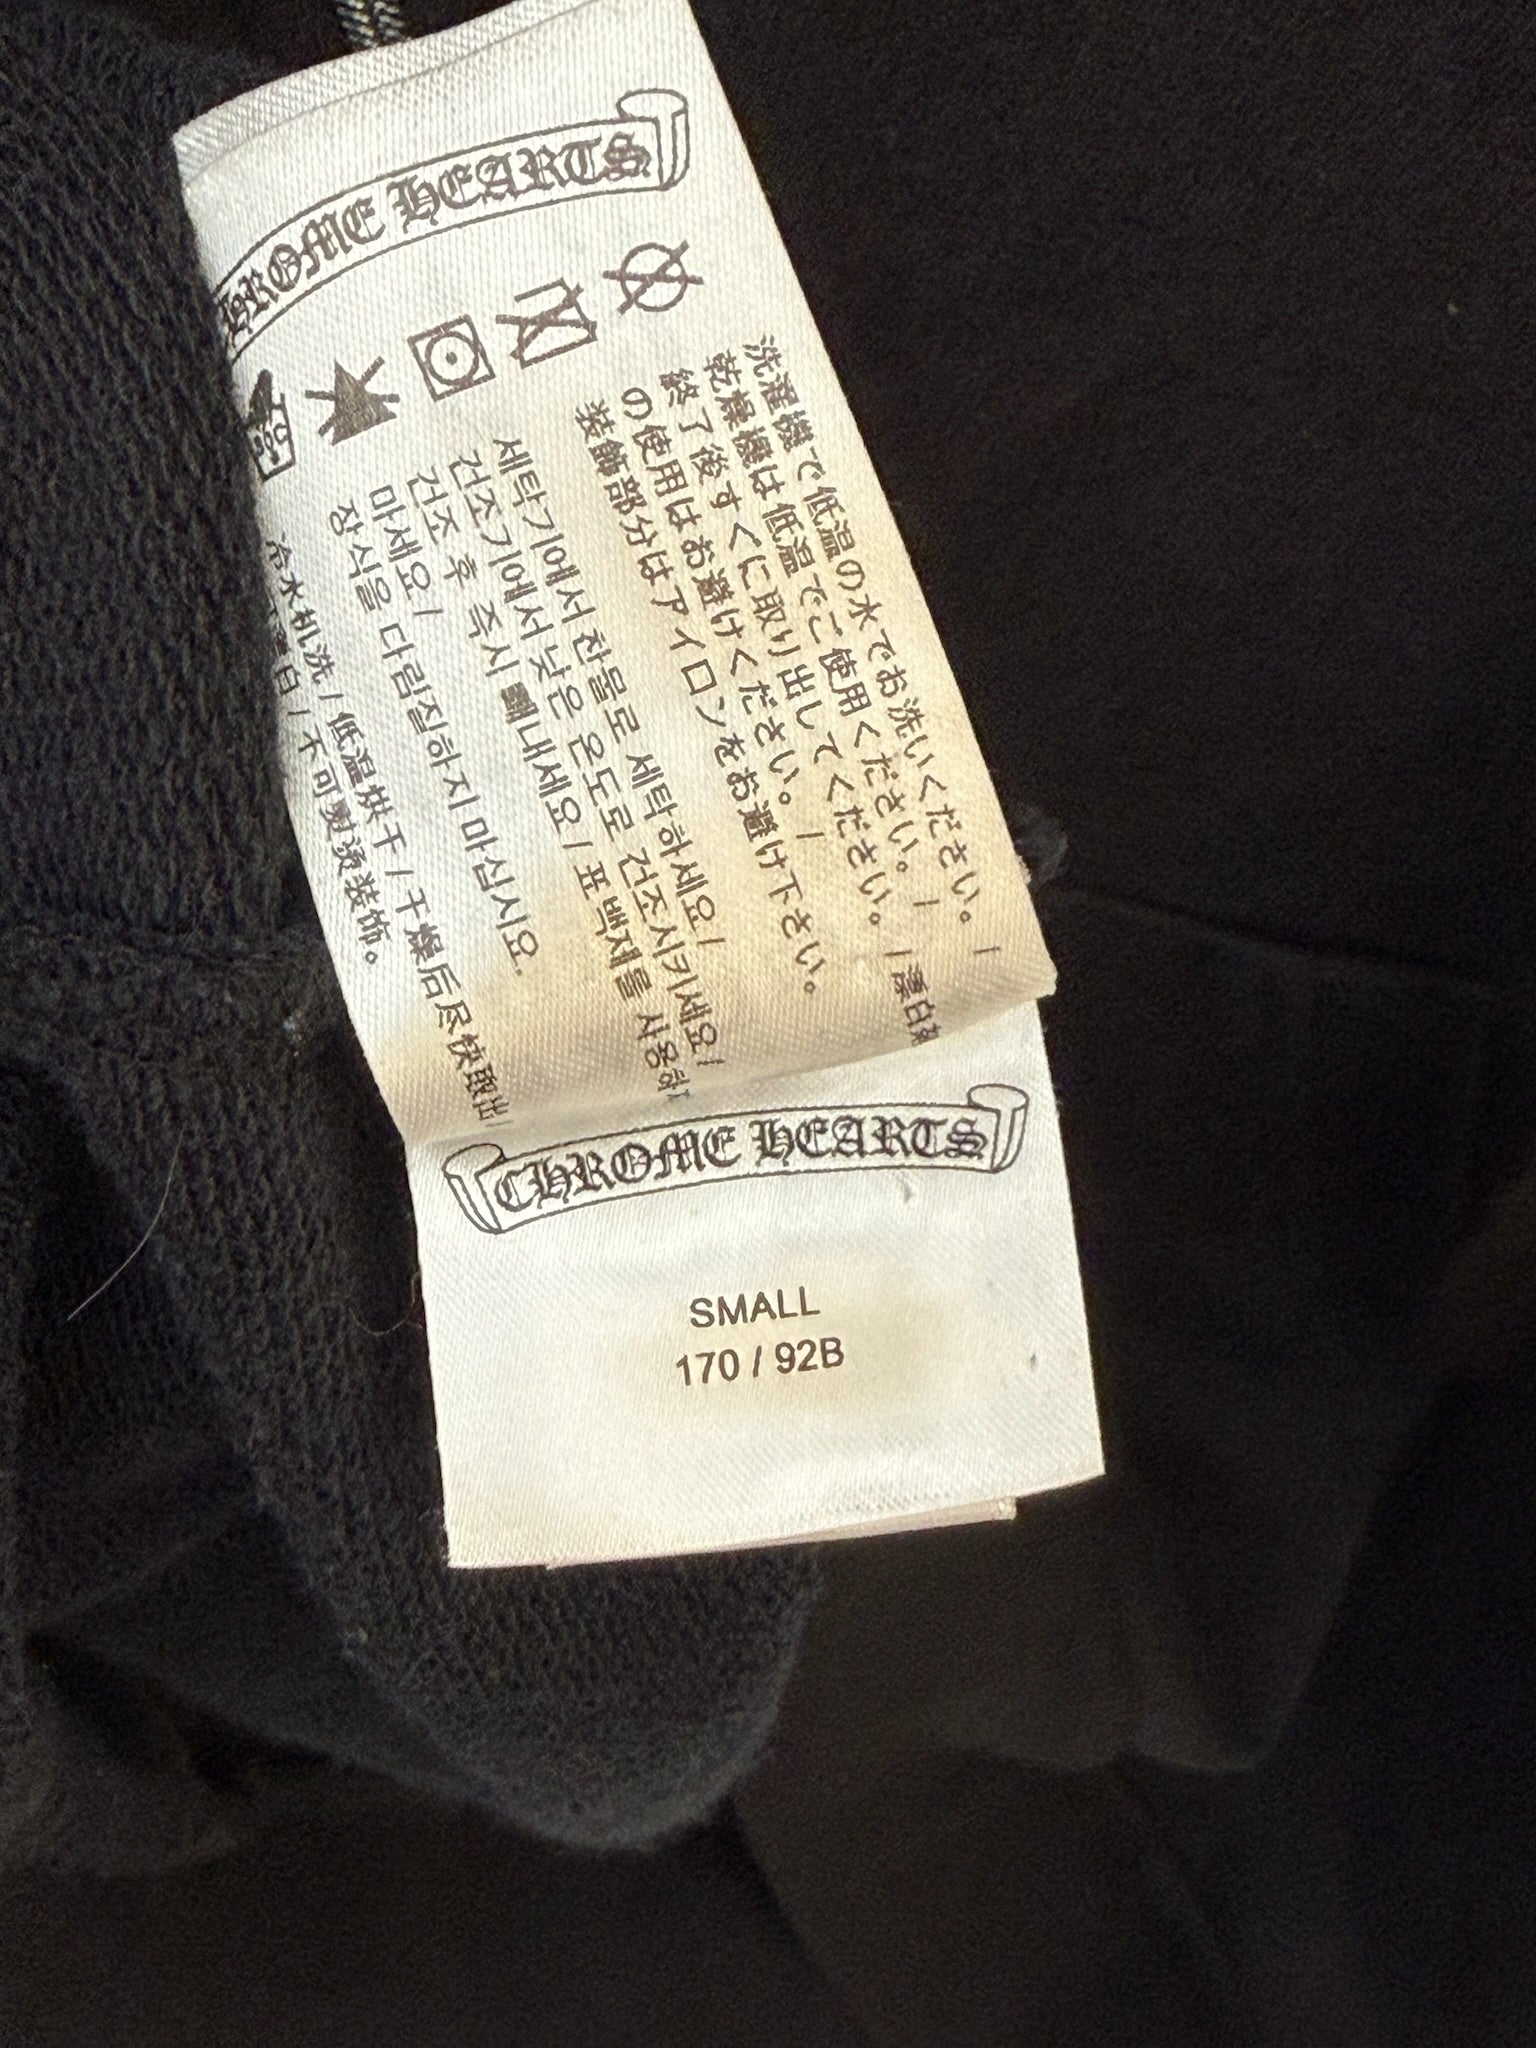 CHROME HEARTS
洗濯機で低温の水でお洗いください。 /
乾燥機は低温でご使用ください。 /
終了後すぐに取り出してください。 / 漂白剤
の使用はお避けください。 /
装飾部分はアイロンをお避け下さい。
세탁기에서 찬물로 세탁하세요 /
건조기에서 낮은 온도로 건조시키세요 /
건조 후 즉시 빼내세요 / 표백제를 사용하지
마세요 /
장식을 다림질하지 마십시오.
冷水机洗 / 低温烘干 / 干燥后尽快取出 /
漂白 / 不可熨烫装饰。
CHROME HEARTS
SMALL
170 / 92B